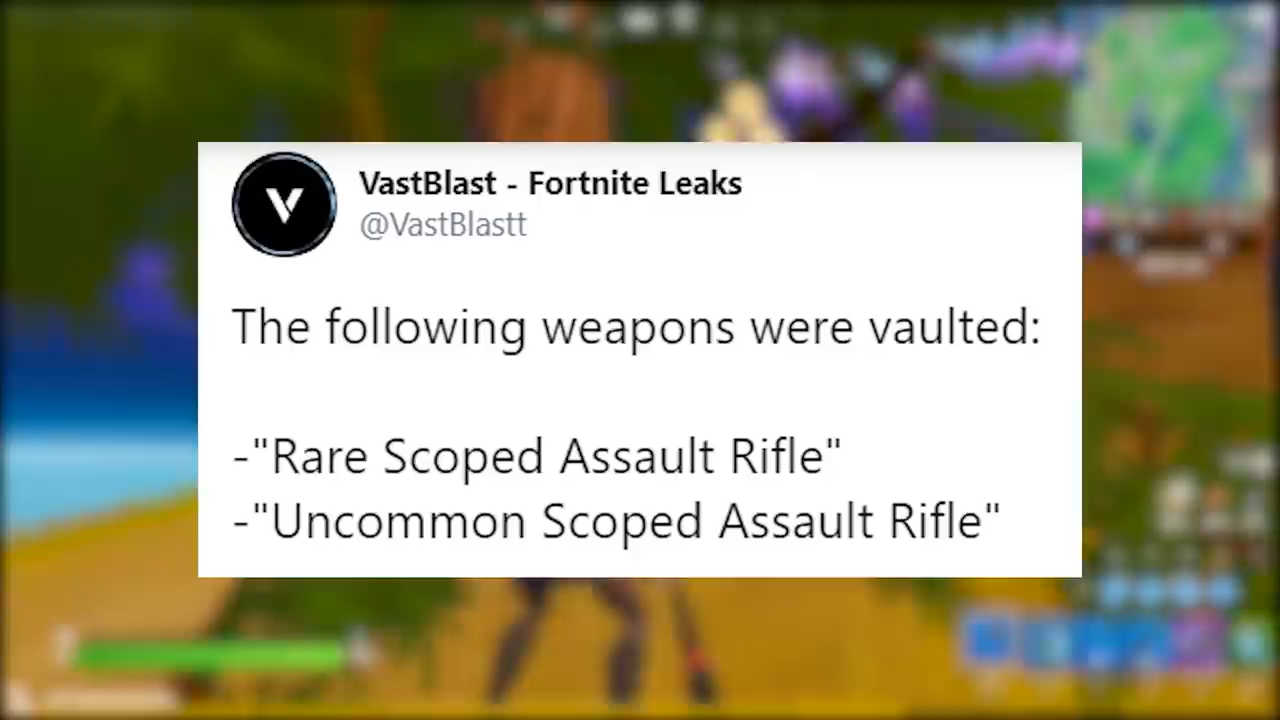 VastBlast - Fortnite Leaks
@VastBlastt
The following weapons were vaulted:
-"Rare Scoped Assault Rifle"
-"Uncommon Scoped Assault Rifle"